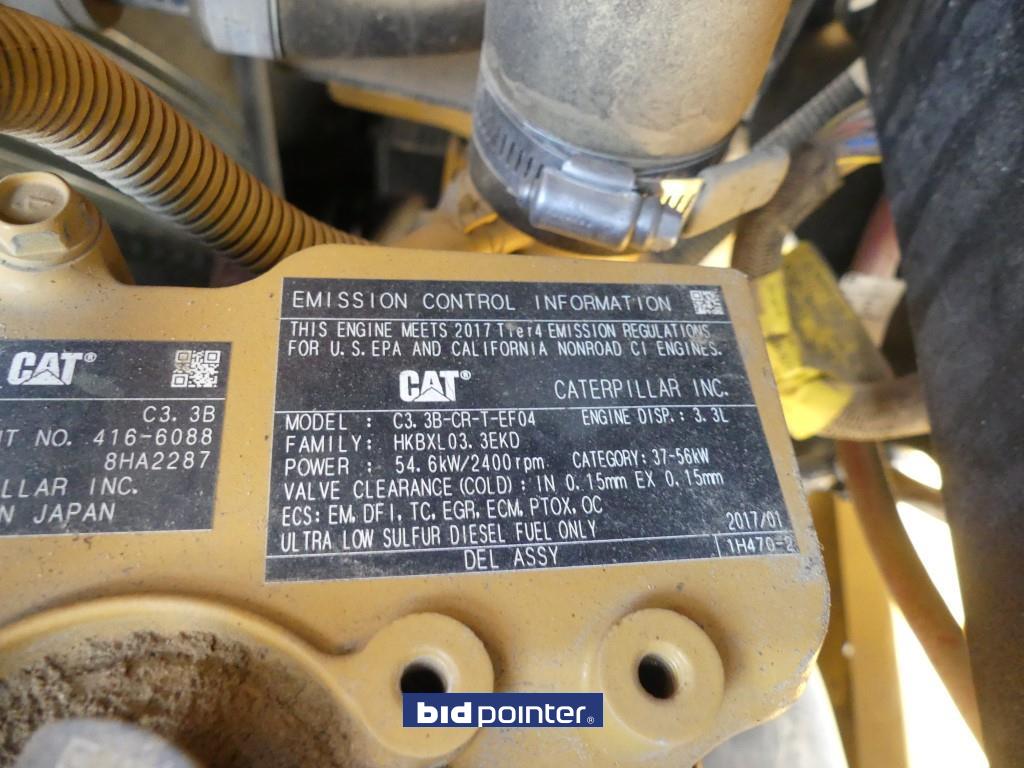 CAT®
C3.3B
NO. 416-6088
8HA2287
INC.
JAPAN
EMISSION CONTROL INFORMATION
THIS ENGINE MEETS 2017 Tier4 EMISSION REGULATIONS
FOR U.S.EPA AND CALIFORNIA NONROAD CI ENGINES.
CAT® CATERPILLAR INC.
MODEL : C3.3B-CR-T-EF04 ENGINE DISP.: 3.3L
FAMILY: HKBXL03.3EKD
POWER : 54.6kW/2400rpm CATEGORY: 37-56kW
VALVE CLEARANCE(COLD): IN 0.15mm EX 0.15mm
ECS: EM, DFI, TC, EGR, ECM, PTOX, OC
ULTRA LOW SULFUR DIESEL FUEL ONLY 2017/01
DEL ASSY 1H470-2
bidpointer®